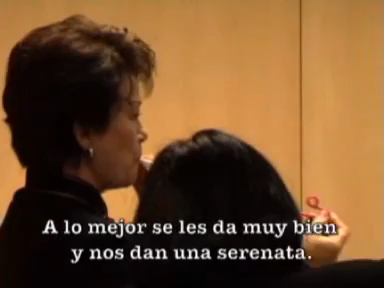 A lo mejor se les da muy bien
y nos dan una serenata.